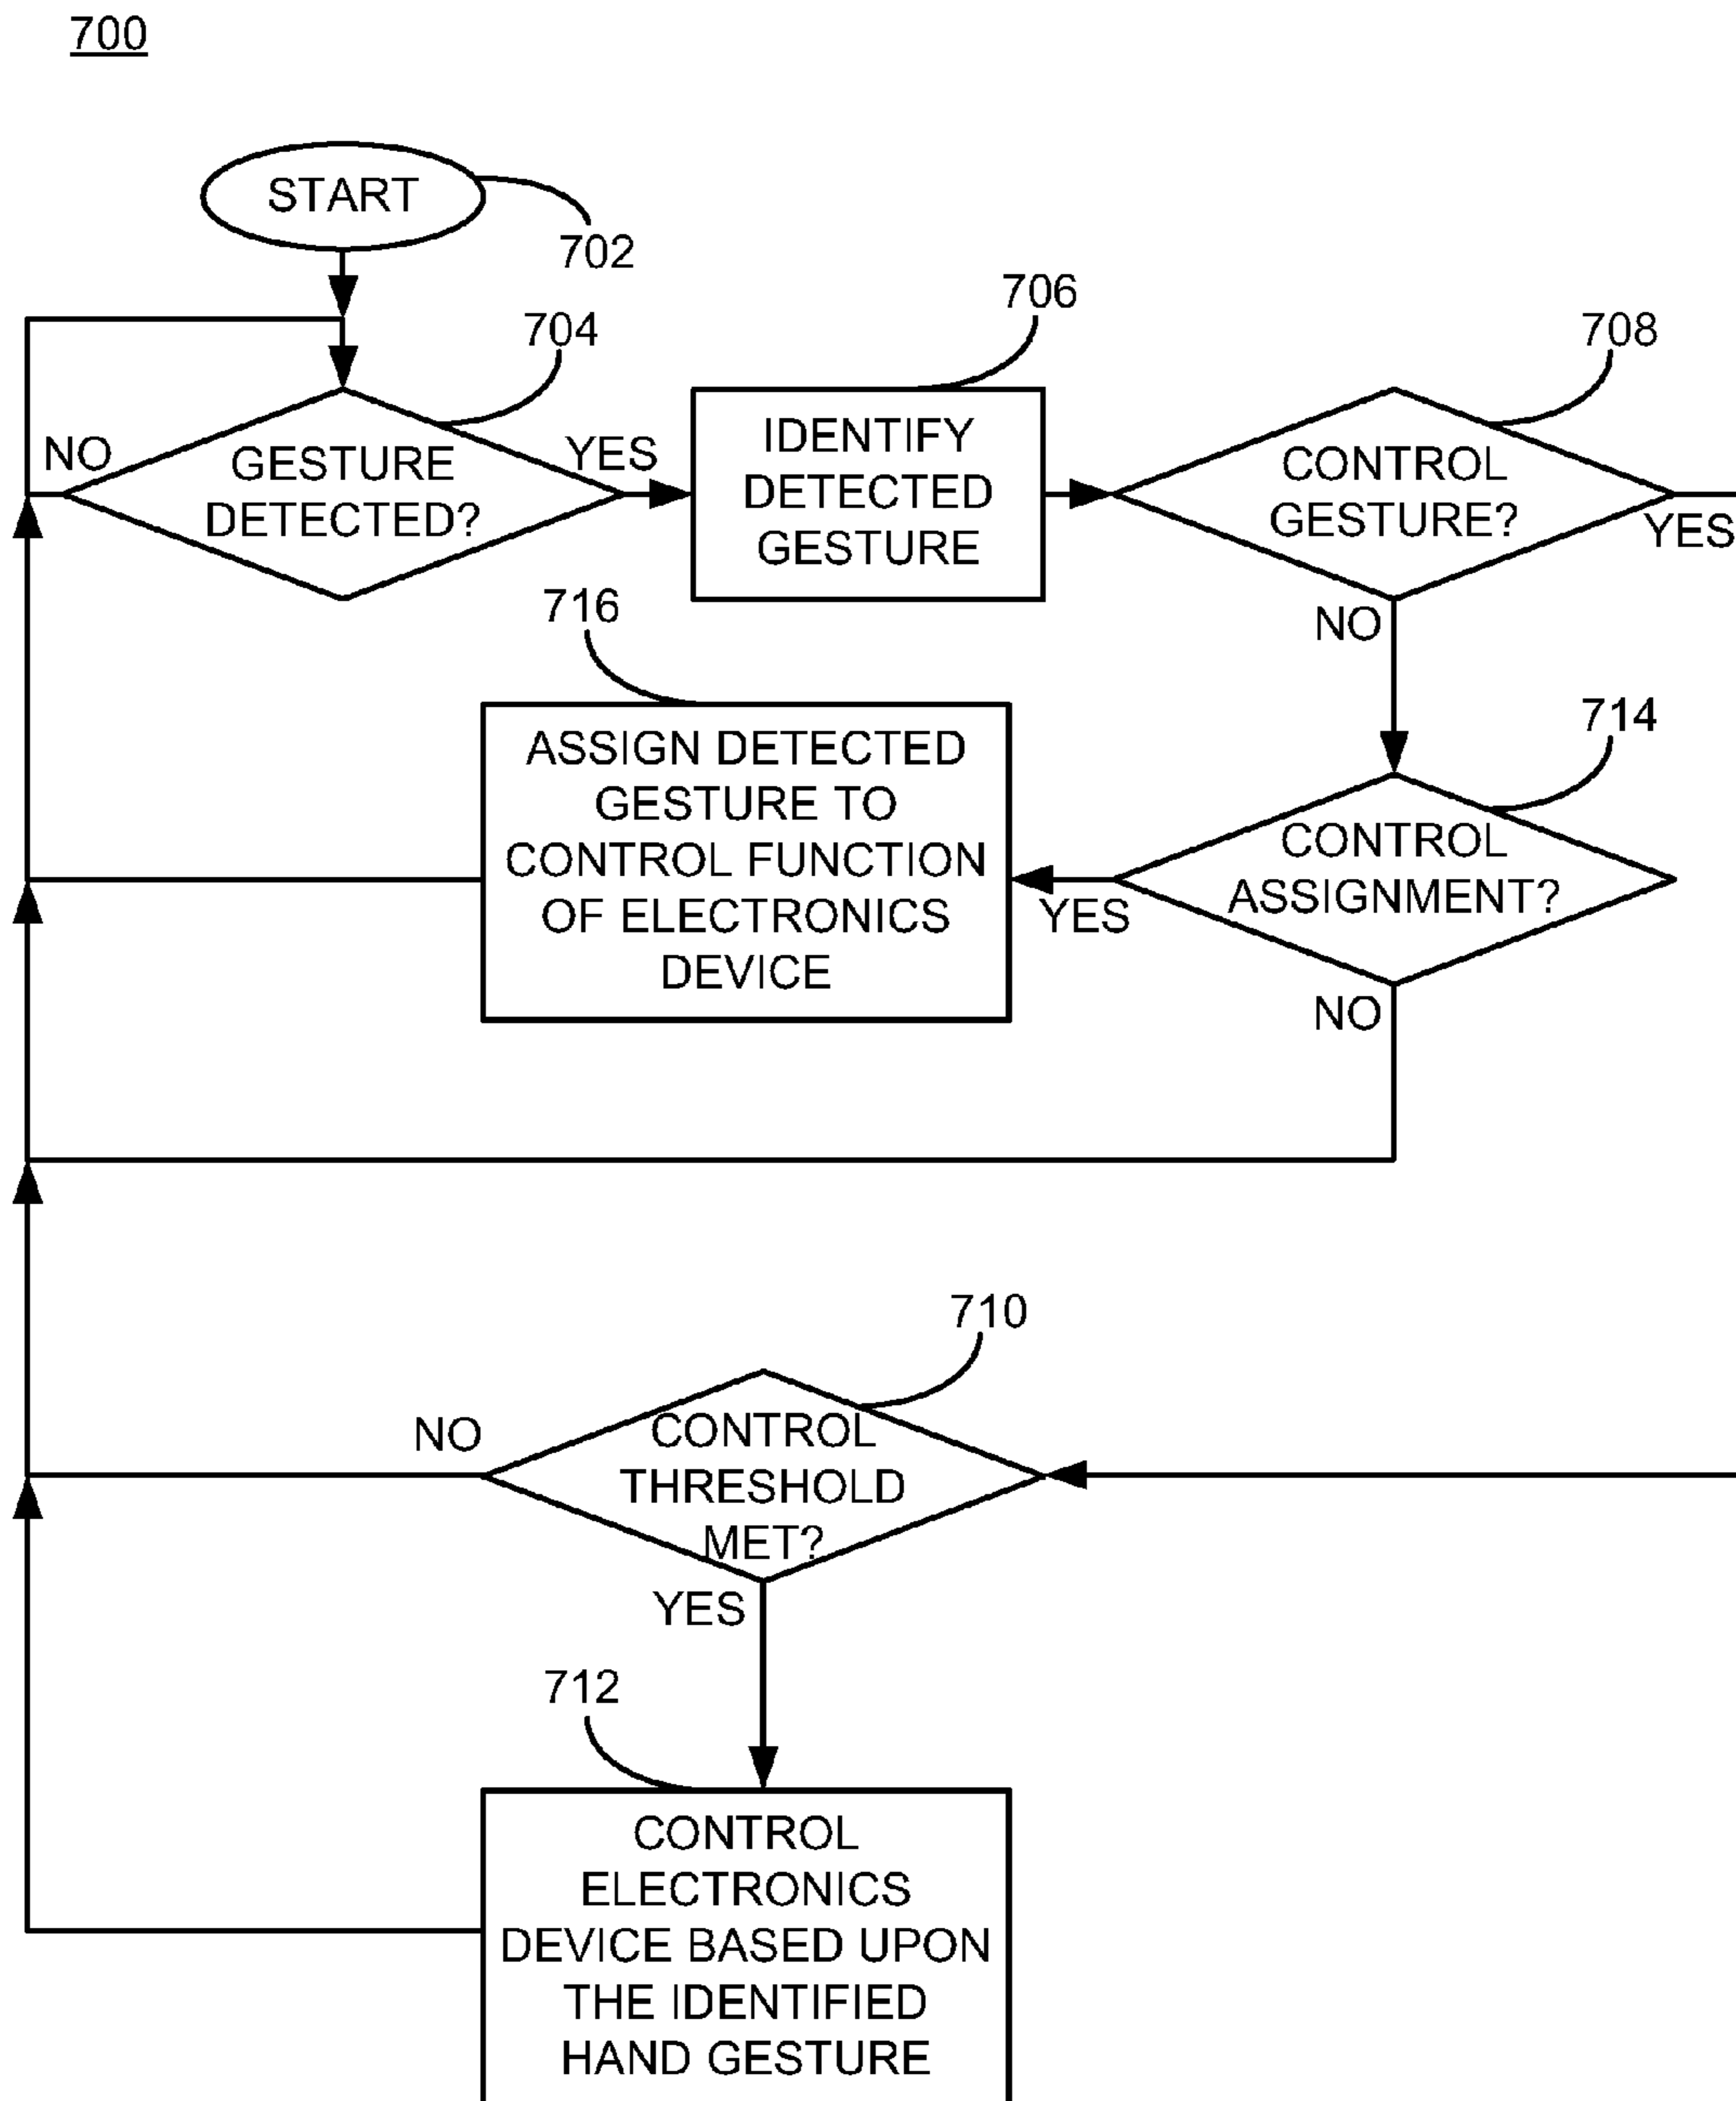 700
START
702
704
706
708
NO
GESTURE
DETECTED?
YES
IDENTIFY
DETECTED
GESTURE
CONTROL
GESTURE?
YES
NO
716
ASSIGN DETECTED
GESTURE TO
CONTROL FUNCTION
OF ELECTRONICS
DEVICE
YES
714
CONTROL
ASSIGNMENT?
NO
710
NO
CONTROL
THRESHOLD
MET?
YES
712
CONTROL
ELECTRONICS
DEVICE BASED UPON
THE IDENTIFIED
HAND GESTURE